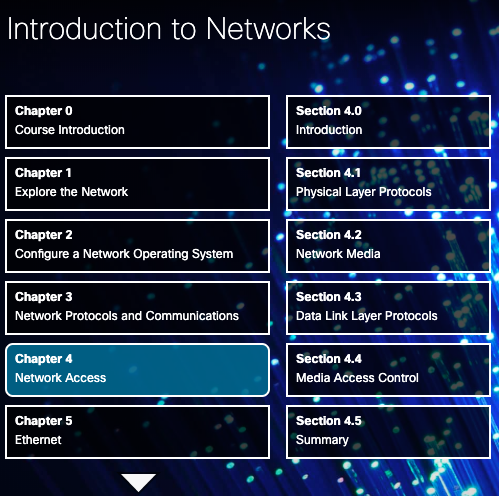 Introduction to Networks
Chapter 0
Course Introduction
Chapter 1
Explore the Network
Chapter 2
Configure a Network Operating System
Chapter 3
Network Protocols and Communications
Chapter 4
Network Access
Chapter 5
Ethernet
Section 4.0
Introduction
Section 4.1
Physical Layer Protocols
Section 4.2
Network Media
Section 4.3
Data Link Layer Protocols
Section 4.4
Media Access Control
Section 4.5
Summary